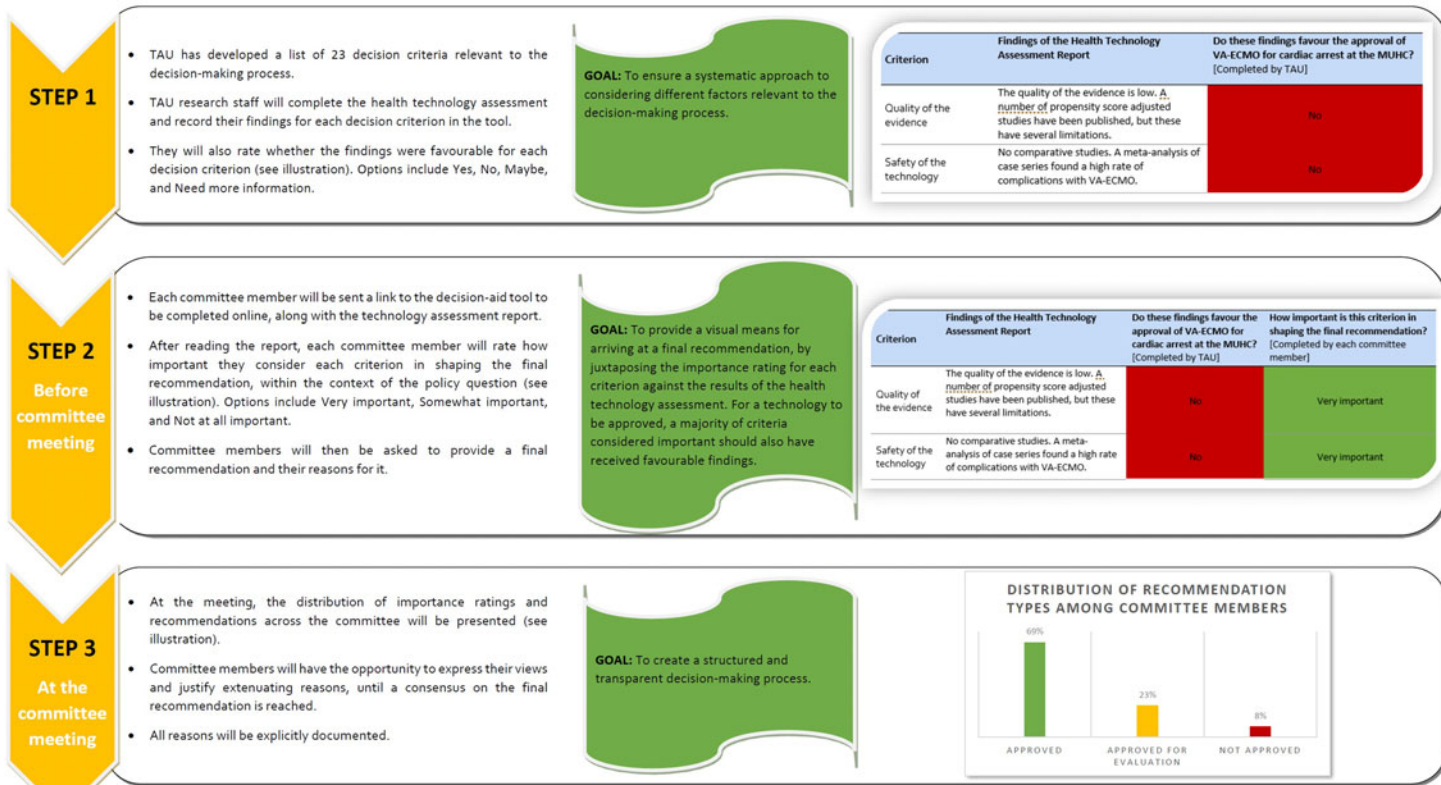 STEP 1
• TAU has developed a list of 23 decision criteria relevant to the
decision-making process.
• TAU research staff will complete the health technology assessment
and record their findings for each decision criterion in the tool.
• They will also rate whether the findings were favourable for each
decision criterion (see illustration). Options include Yes, No, Maybe,
and Need more information.
GOAL: To ensure a systematic approach to
considering different factors relevant to the
decision-making process.
Criterion
Findings of the Health Technology
Assessment Report
Do these findings favour the approval of
VA-ECMO for cardiac arrest at the MUHC?
[Completed by TAU]
Quality of the
evidence
The quality of the evidence is low. A
number of propensity score adjusted
studies have been published, but these
have several limitations.
No
Safety of the
technology
No comparative studies. A meta-analysis of
case series found a high rate of
complications with VA-ECMO.
No
STEP 2
Before
committee
meeting
• Each committee member will be sent a link to the decision-aid tool to
be completed online, along with the technology assessment report.
• After reading the report, each committee member will rate how
important they consider each criterion in shaping the final
recommendation, within the context of the policy question (see
illustration). Options include Very important, Somewhat important,
and Not at all important.
• Committee members will then be asked to provide a final
recommendation and their reasons for it.
GOAL: To provide a visual means for
arriving at a final recommendation, by
juxtaposing the importance rating for each
criterion against the results of the health
technology assessment. For a technology to
be approved, a majority of criteria
considered important should also have
received favourable findings.
Criterion
Findings of the Health Technology
Assessment Report
Do these findings favour the
approval of VA-ECMO for
cardiac arrest at the MUHC?
[Completed by TAU]
How important is this criterion in
shaping the final recommendation?
[Completed by each committee
member]
Quality of
the evidence
The quality of the evidence is low. A
number of propensity score adjusted
studies have been published, but these
have several limitations.
No
Very important
Safety of the
technology
No comparative studies. A meta-
analysis of case series found a high rate
of complications with VA-ECMO.
No
Very important
STEP 3
At the
committee
meeting
• At the meeting, the distribution of importance ratings and
recommendations across the committee will be presented (see
illustration).
• Committee members will have the opportunity to express their views
and justify extenuating reasons, until a consensus on the final
recommendation is reached.
• All reasons will be explicitly documented.
GOAL: To create a structured and
transparent decision-making process.
DISTRIBUTION OF RECOMMENDATION
TYPES AMONG COMMITTEE MEMBERS
69%
23%
8%
APPROVED
APPROVED FOR
EVALUATION
NOT APPROVED